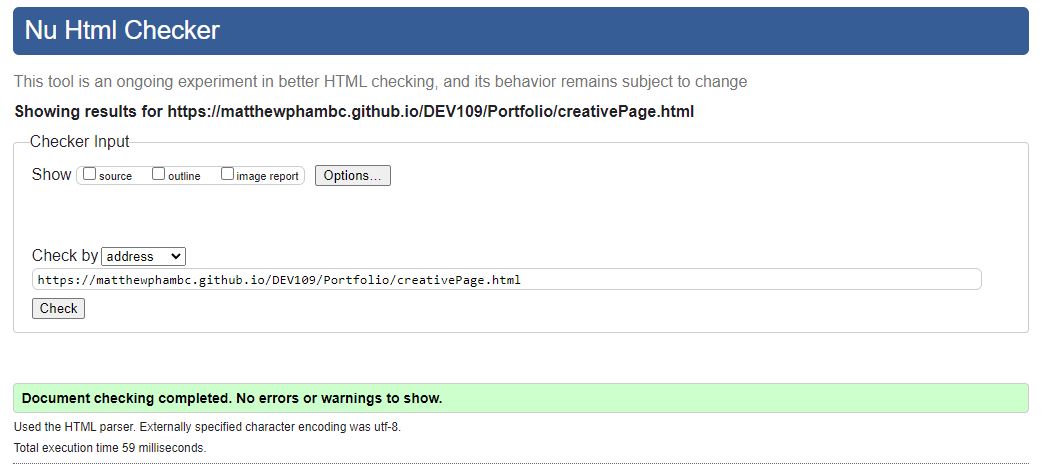 Nu Html Checker
This tool is an ongoing experiment in better HTML checking, and its behavior remains subject to change
Showing results for https://matthewphambc.github.io/DEV109/Portfolio/creativePage.html
Checker Input
Show source outline image report Options...
Check by address
https://matthewphambc.github.io/DEV109/Portfolio/creativePage.html
Check
Document checking completed. No errors or warnings to show.
Used the HTML parser. Externally specified character encoding was utf-8.
Total execution time 59 milliseconds.